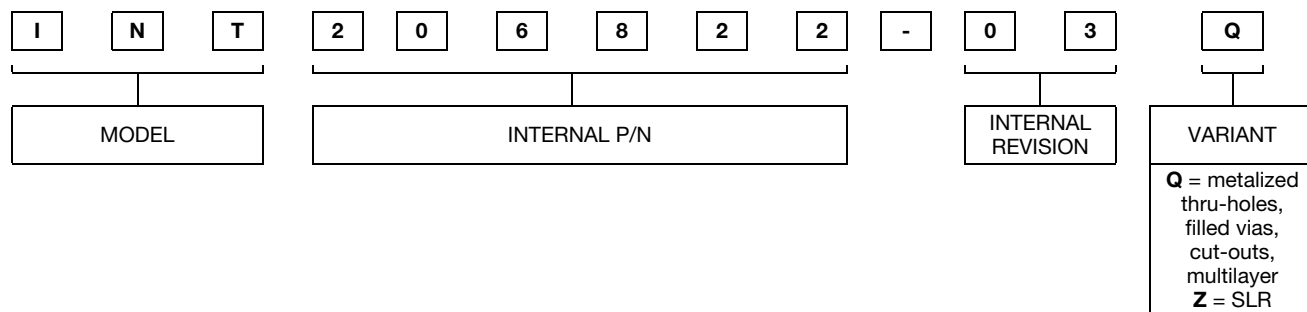 I N T 2 0 6 8 2 2 - 0 3 Q
MODEL
INTERNAL P/N
INTERNAL
REVISION
VARIANT
Q = metalized
thru-holes,
filled vias,
cut-outs,
multilayer
Z = SLR